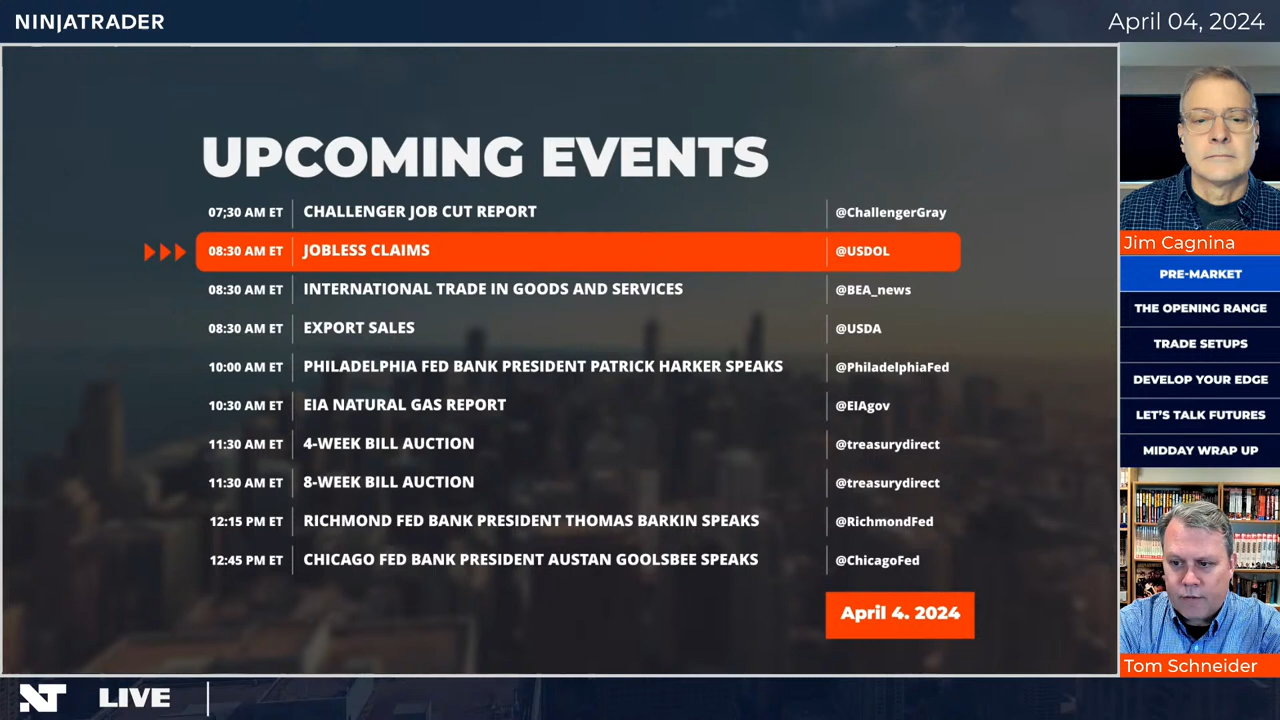 NINJATRADER
April 04, 2024
UPCOMING EVENTS
07;30 AM ET CHALLENGER JOB CUT REPORT @ChallengerGray
08:30 AM ET JOBLESS CLAIMS @USDOL
08:30 AM ET INTERNATIONAL TRADE IN GOODS AND SERVICES @BEA_news
08:30 AM ET EXPORT SALES @USDA
10:00 AM ET PHILADELPHIA FED BANK PRESIDENT PATRICK HARKER SPEAKS @PhiladelphiaFed
10:30 AM ET EIA NATURAL GAS REPORT @EIAgov
11:30 AM ET 4-WEEK BILL AUCTION @treasurydirect
11:30 AM ET 8-WEEK BILL AUCTION @treasurydirect
12:15 PM ET RICHMOND FED BANK PRESIDENT THOMAS BARKIN SPEAKS @RichmondFed
12:45 PM ET CHICAGO FED BANK PRESIDENT AUSTAN GOOLSBEE SPEAKS @ChicagoFed
April 4. 2024
Jim Cagnina
PRE-MARKET
THE OPENING RANGE
TRADE SETUPS
DEVELOP YOUR EDGE
LET'S TALK FUTURES
MIDDAY WRAP UP
Tom Schneider
NT LIVE